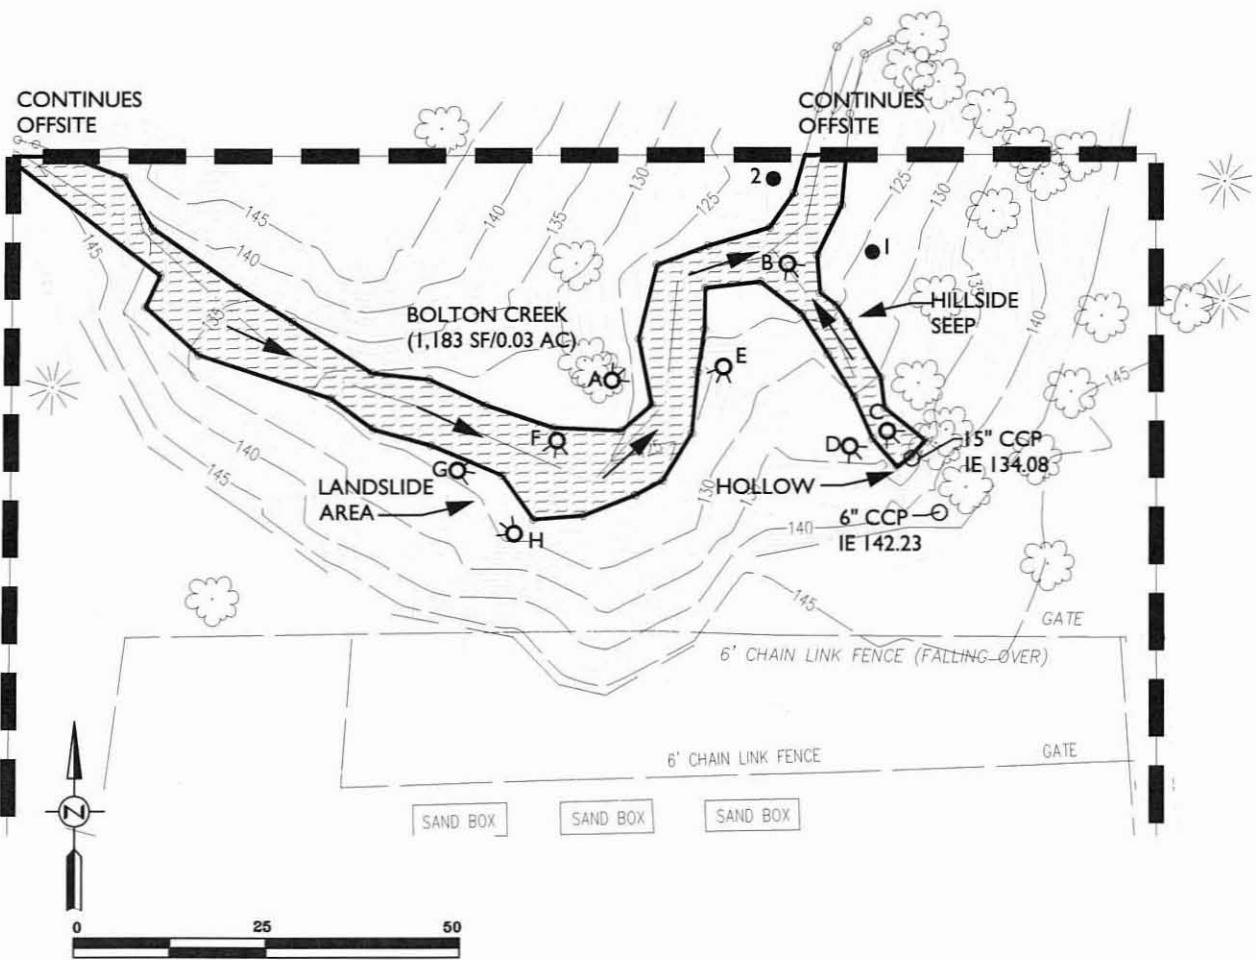 CONTINUES
OFFSITE
CONTINUES
OFFSITE
2
130
125
125
130
145
140
135
145
140
1
B
135
HILLSIDE
SEEP
135
140
BOLTON CREEK
(1,183 SF/0.03 AC)
A
E
145
C
F
D
15" CCP
IE 134.08
G
140
145
LANDSLIDE
AREA
HOLLOW
130
6" CCP
IE 142.23
140
H
145
GATE
6' CHAIN LINK FENCE (FALLING OVER)
6' CHAIN LINK FENCE
GATE
N
SAND BOX
SAND BOX
SAND BOX
0
25
50